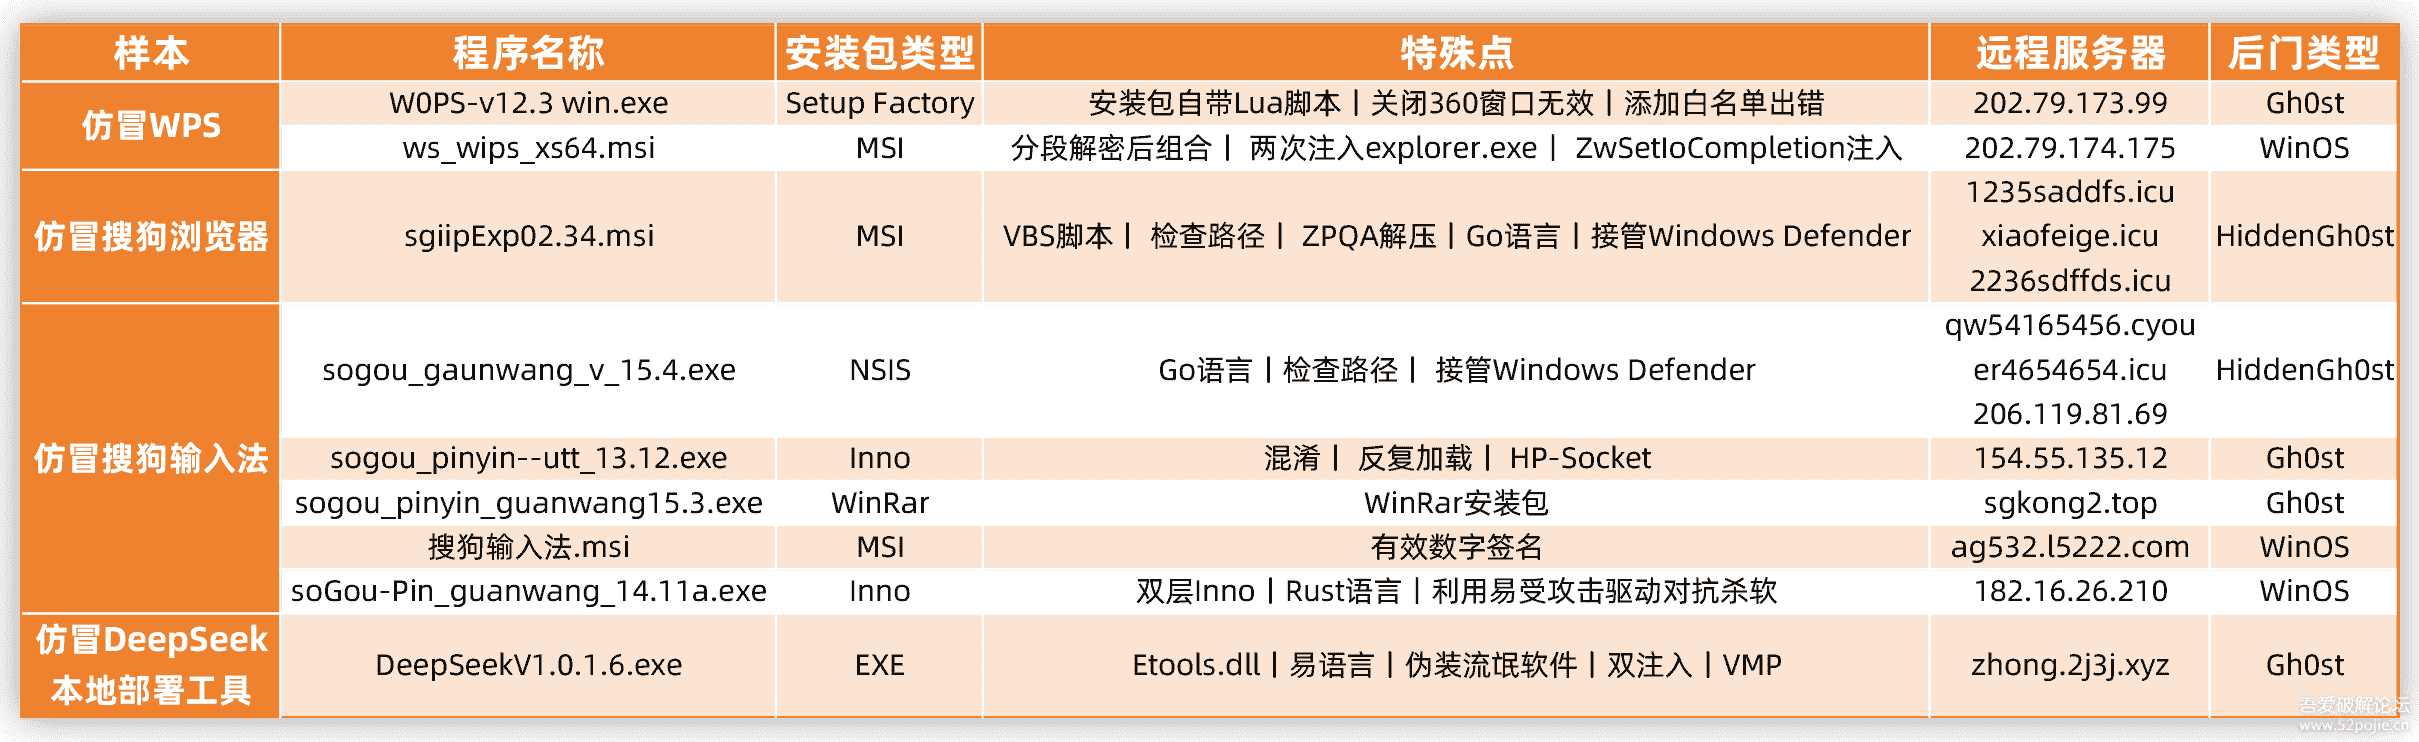 样本 程序名称 安装包类型 特殊点 远程服务器 后门类型
仿冒WPS
W0PS-v12.3 win.exe Setup Factory 安装包自带Lua脚本丨关闭360窗口无效丨添加白名单出错 202.79.173.99 Gh0st
ws_wips_xs64.msi MSI 分段解密后组合丨 两次注入explorer.exe丨 ZwSetIoCompletion注入 202.79.174.175 WinOS
仿冒搜狗浏览器 sgiipExp02.34.msi MSI VBS脚本丨 检查路径丨 ZPQA解压丨Go语言丨接管Windows Defender
1235saddfs.icu
xiaofeige.icu
2236sdffds.icu
HiddenGh0st
仿冒搜狗输入法
sogou_gaunwang_v_15.4.exe NSIS Go语言丨检查路径丨 接管Windows Defender
qw54165456.cyou
er4654654.icu
206.119.81.69
HiddenGh0st
sogou_pinyin--utt_13.12.exe Inno 混淆丨 反复加载丨 HP-Socket 154.55.135.12 Gh0st
sogou_pinyin_guanwang15.3.exe WinRar WinRar安装包 sgkong2.top Gh0st
搜狗输入法.msi MSI 有效数字签名 ag532.l5222.com WinOS
soGou-Pin_guanwang_14.11a.exe Inno 双层Inno丨Rust语言丨利用易受攻击驱动对抗杀软 182.16.26.210 WinOS
仿冒DeepSeek
本地部署工具
DeepSeekV1.0.1.6.exe EXE Etools.dll丨易语言丨伪装流氓软件丨双注入丨VMP zhong.2j3j.xyz Gh0st
吾爱破解论坛
www.52pojie.cn